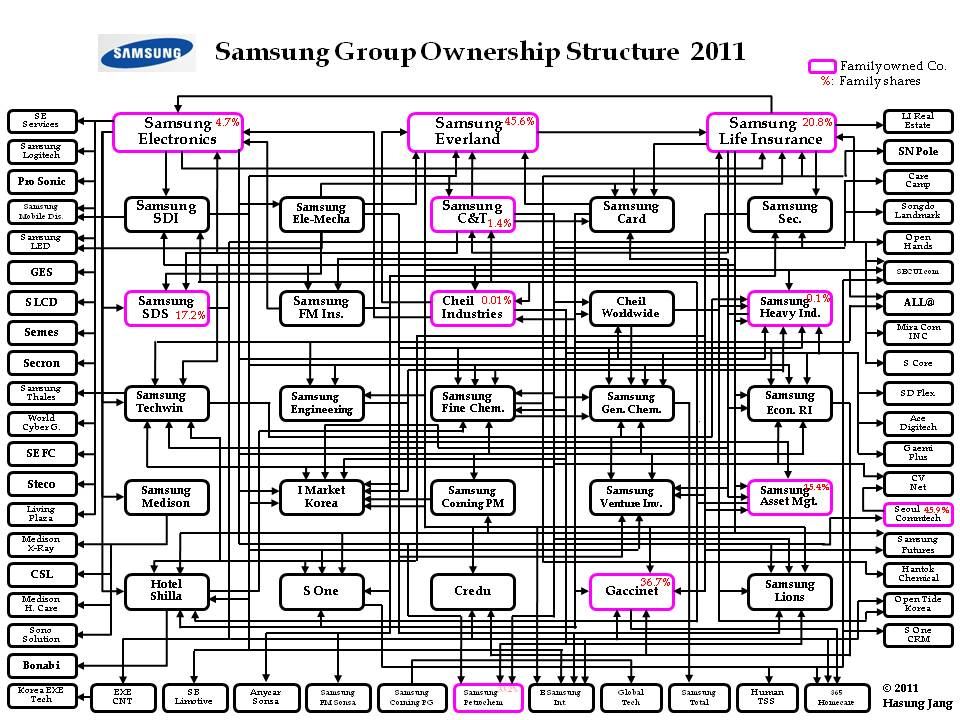 SAMSUNG
Samsung Group Ownership Structure 2011
Family owned Co.
%: Family shares
SE
Services
Samsung
Logitech
Pro Sonic
Samsung
Mobile Dis.
Samsung
LED
GES
SLCD
Semes
Secron
Samsung
Thales
World
Cyber G.
SEFC
Steco
Living
Plaza
Medison
X-Ray
CSL
Medison
H. Care
Sono
Solution
Bonabi
Korea EXE
Tech
Samsung 4.7%
Electronics
Samsung 45.6%
Everland
Samsung 20.8%
Life Insurance
Samsung
SDI
Samsung
Ele-Mecha
Samsung
C&T 1.4%
Samsung
Card
Samsung
Sec.
Samsung
SDS 17.2%
Samsung
FM Ins.
Cheil 0.01%
Industries
Cheil
Worldwide
Samsung 0.1%
Heavy Ind.
Samsung
Techwin
Samsung
Engineering
Samsung
Fine Chem.
Samsung
Gen. Chem.
Samsung
Econ. RI
Samsung
Medison
I Market
Korea
Samsung
Corning PM
Samsung
Venture Inv.
Samsung 15.4%
Asset Mgt.
Hotel
Shilla
S One
Credu
36.7%
Gaccinet
Samsung
Lions
EXE
CNT
SB
Limotive
Anycar
Sonsa
Samsung
FM Sonsa
Samsung
Corning PG
Samsung
Petrochem
E Samsung
Int
Global
Tech
Samsung
Total
Human
TSS
365
Homecare
LI Real
Estate
SN Pole
Care
Camp
Songdo
Landmark
Open
Hands
SECUI.com
ALL@
Mira Com
INC
S Core
SD Flex
Ace
Digitech
Gaemi
Plus
CV
Net
Seoul 45.9%
Commtech
Samsung
Futures
Hantok
Chemical
Open Tide
Korea
S One
CRM
© 2011
Hasung Jang